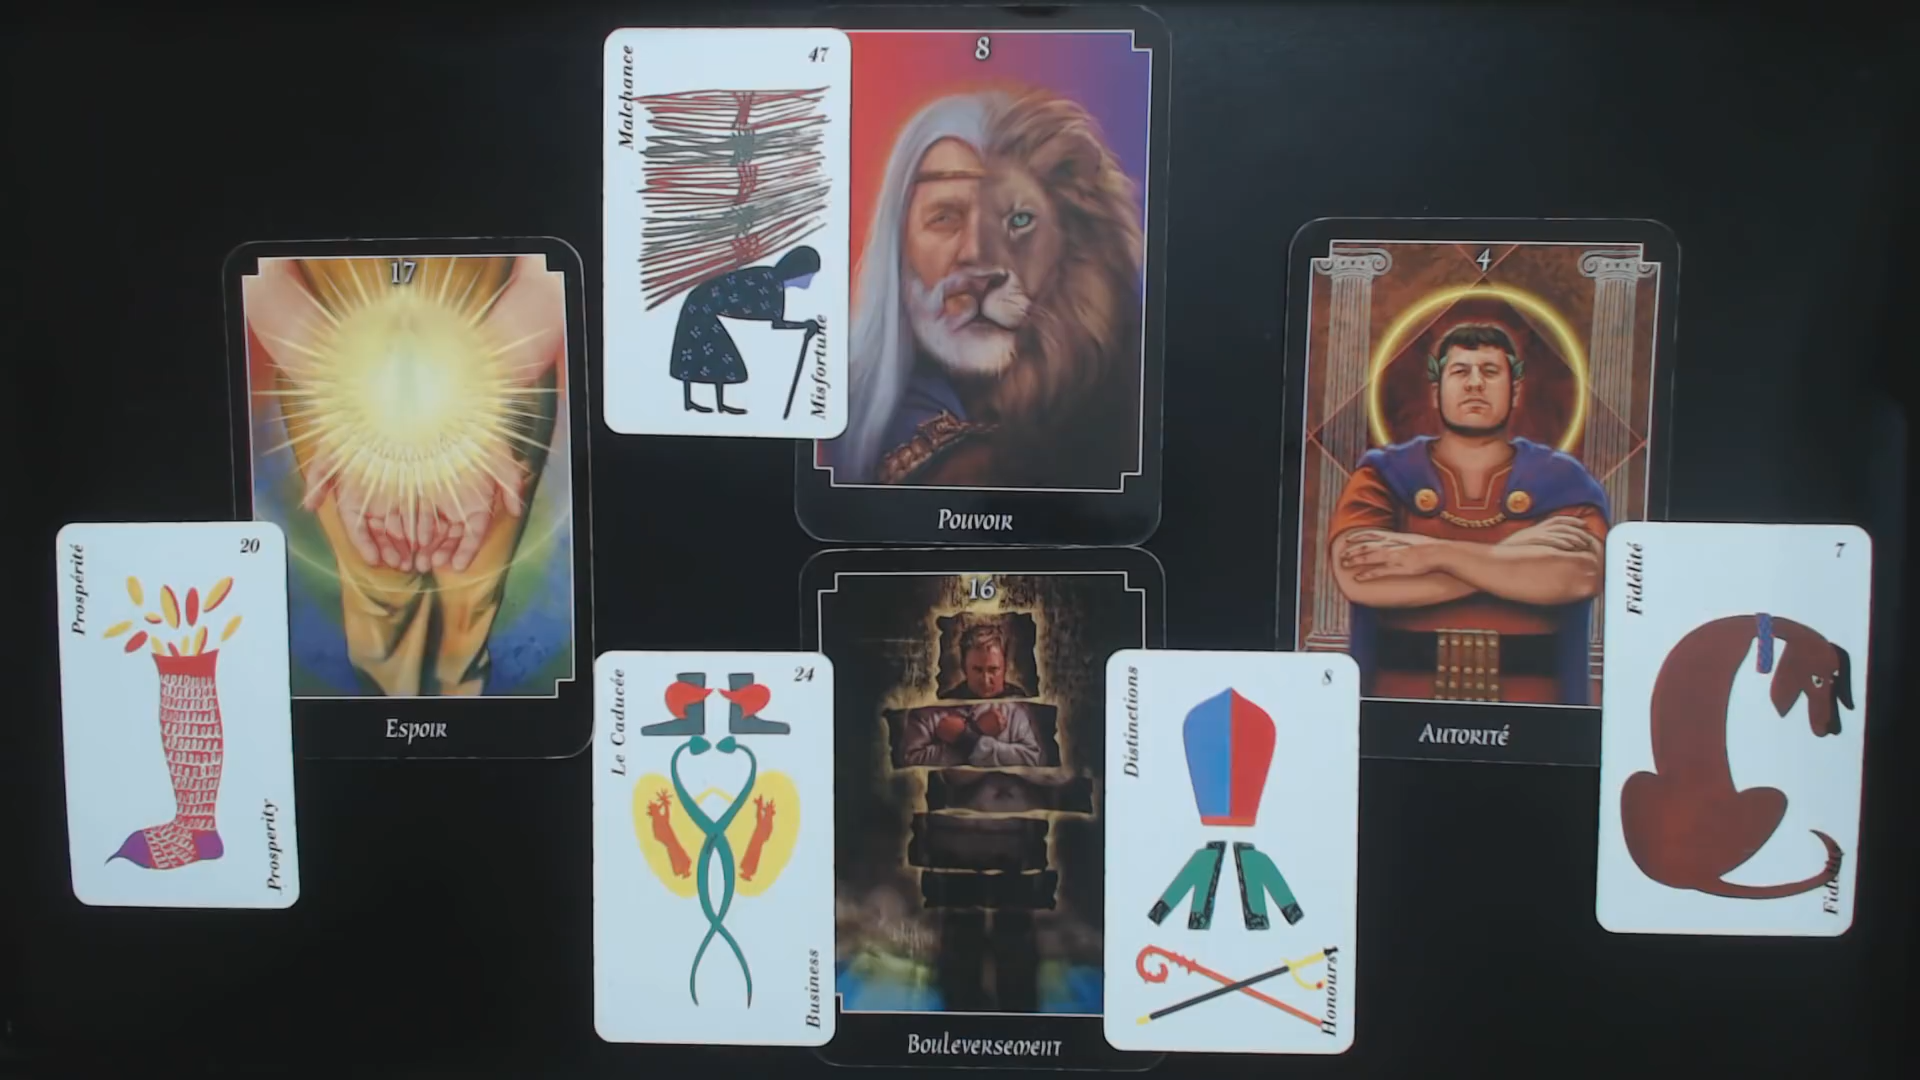 47
Malchance
Misfortune
8
Pouvoir
17
Espoir
4
Autorité
20
Prospérité
Prosperity
24
Le Caducée
Business
16
Bouleversement
8
Distinctions
Honours
7
Fidélité